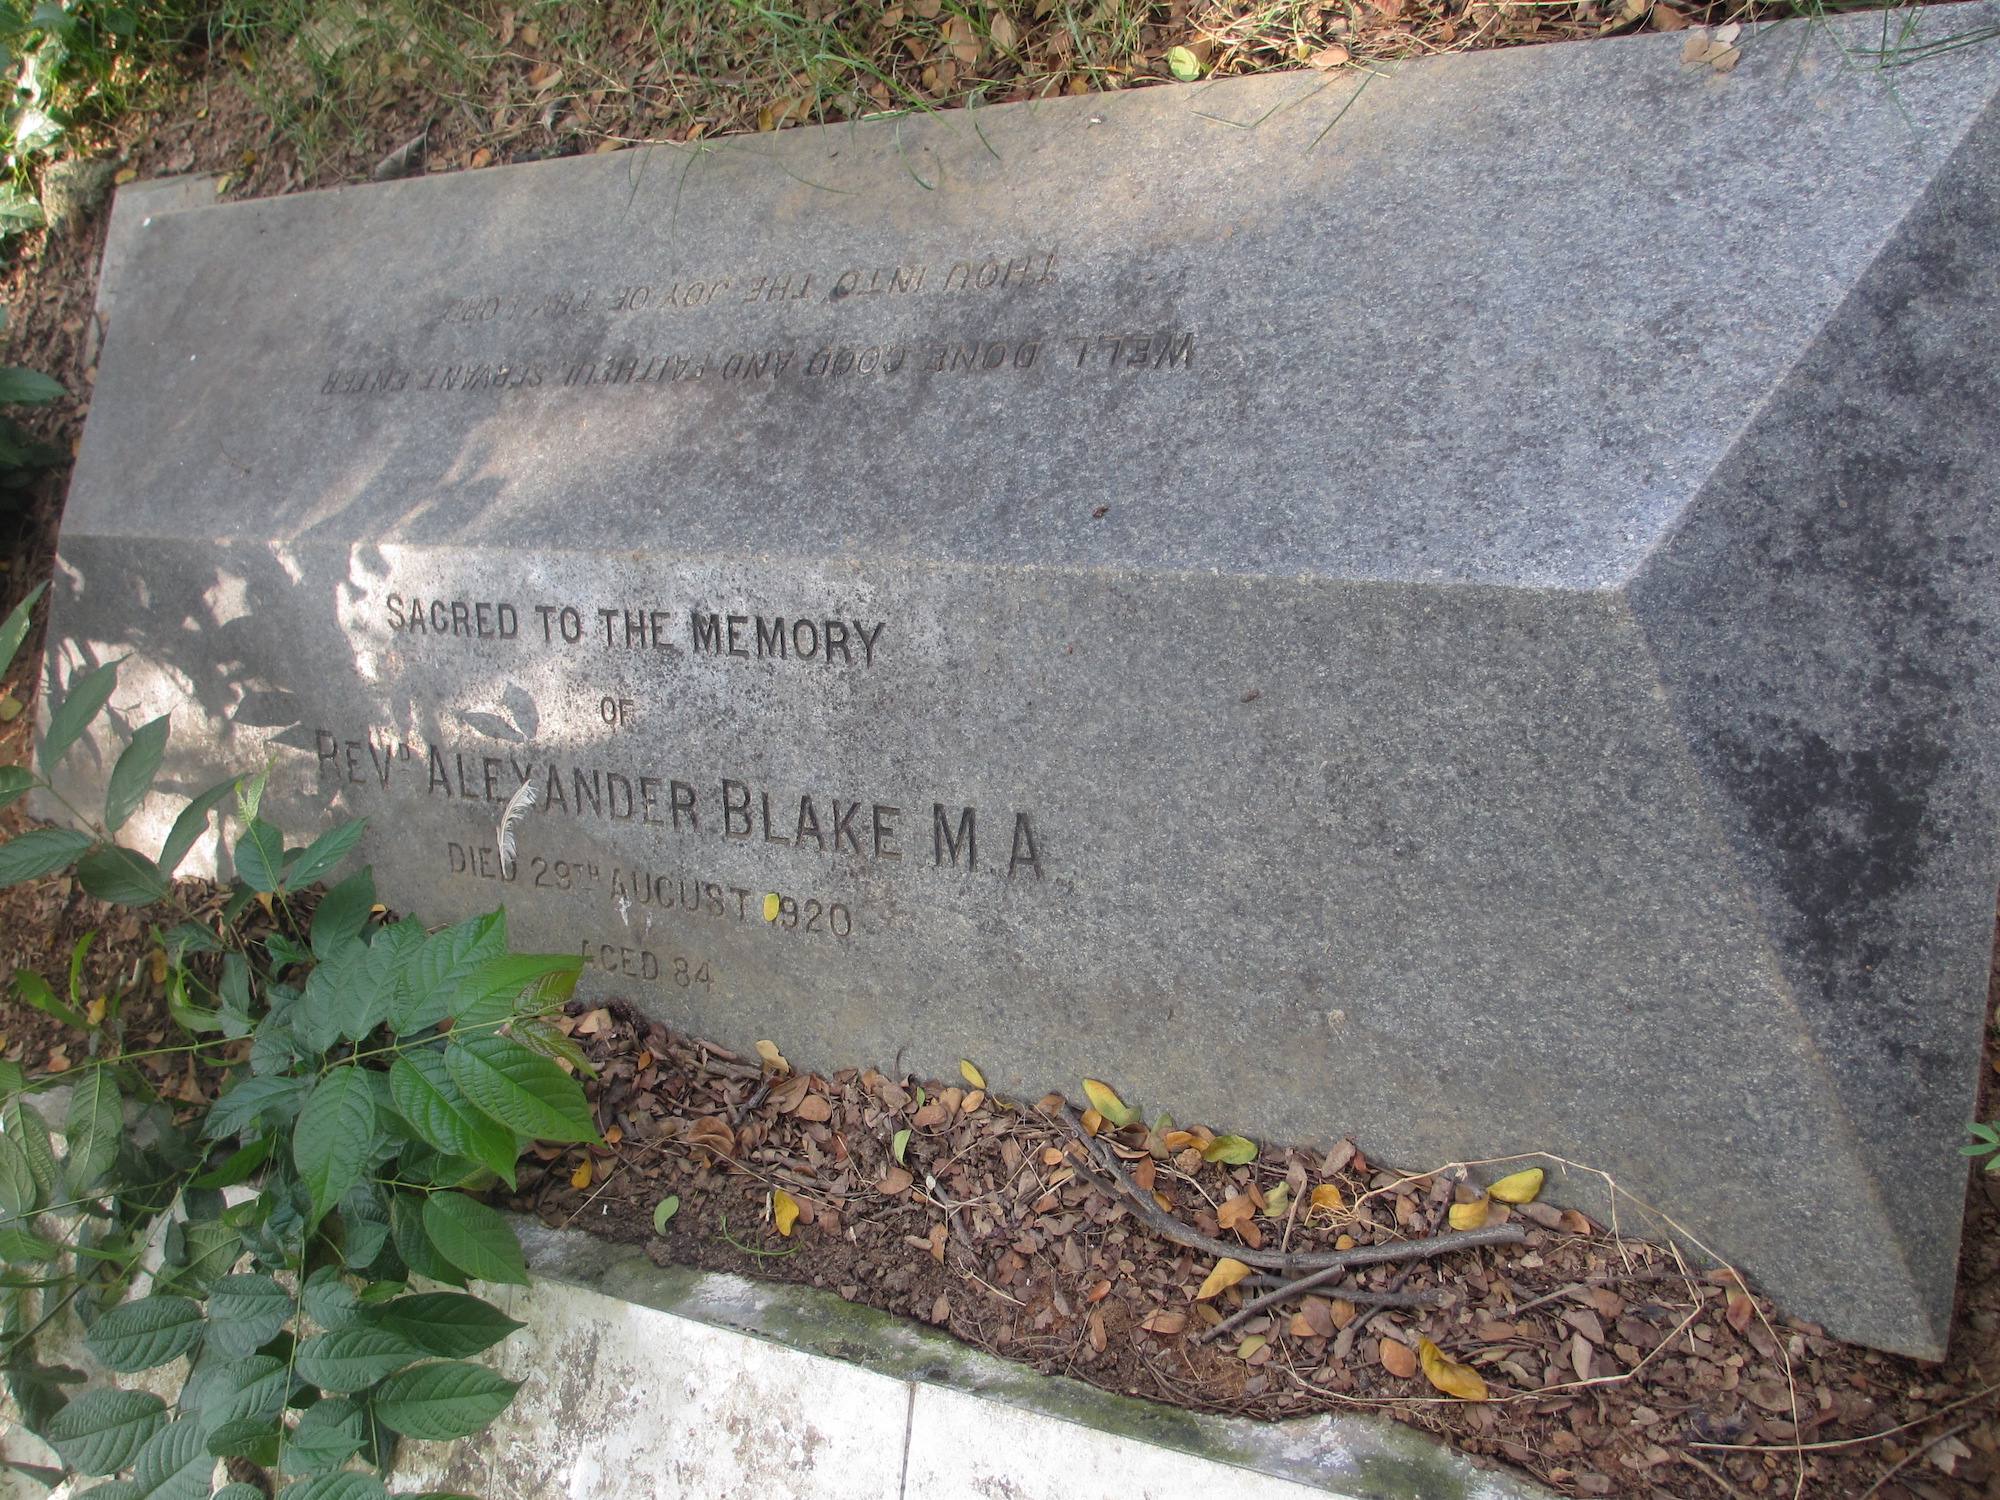 SACRED TO THE MEMORY
OF
REVD ALEXANDER BLAKE M.A.
DIED 29TH AUGUST 1920
AGED 84
WELL DONE GOOD AND FAITHFUL SERVANT ENTER
THOU INTO THE JOY OF THY LORD